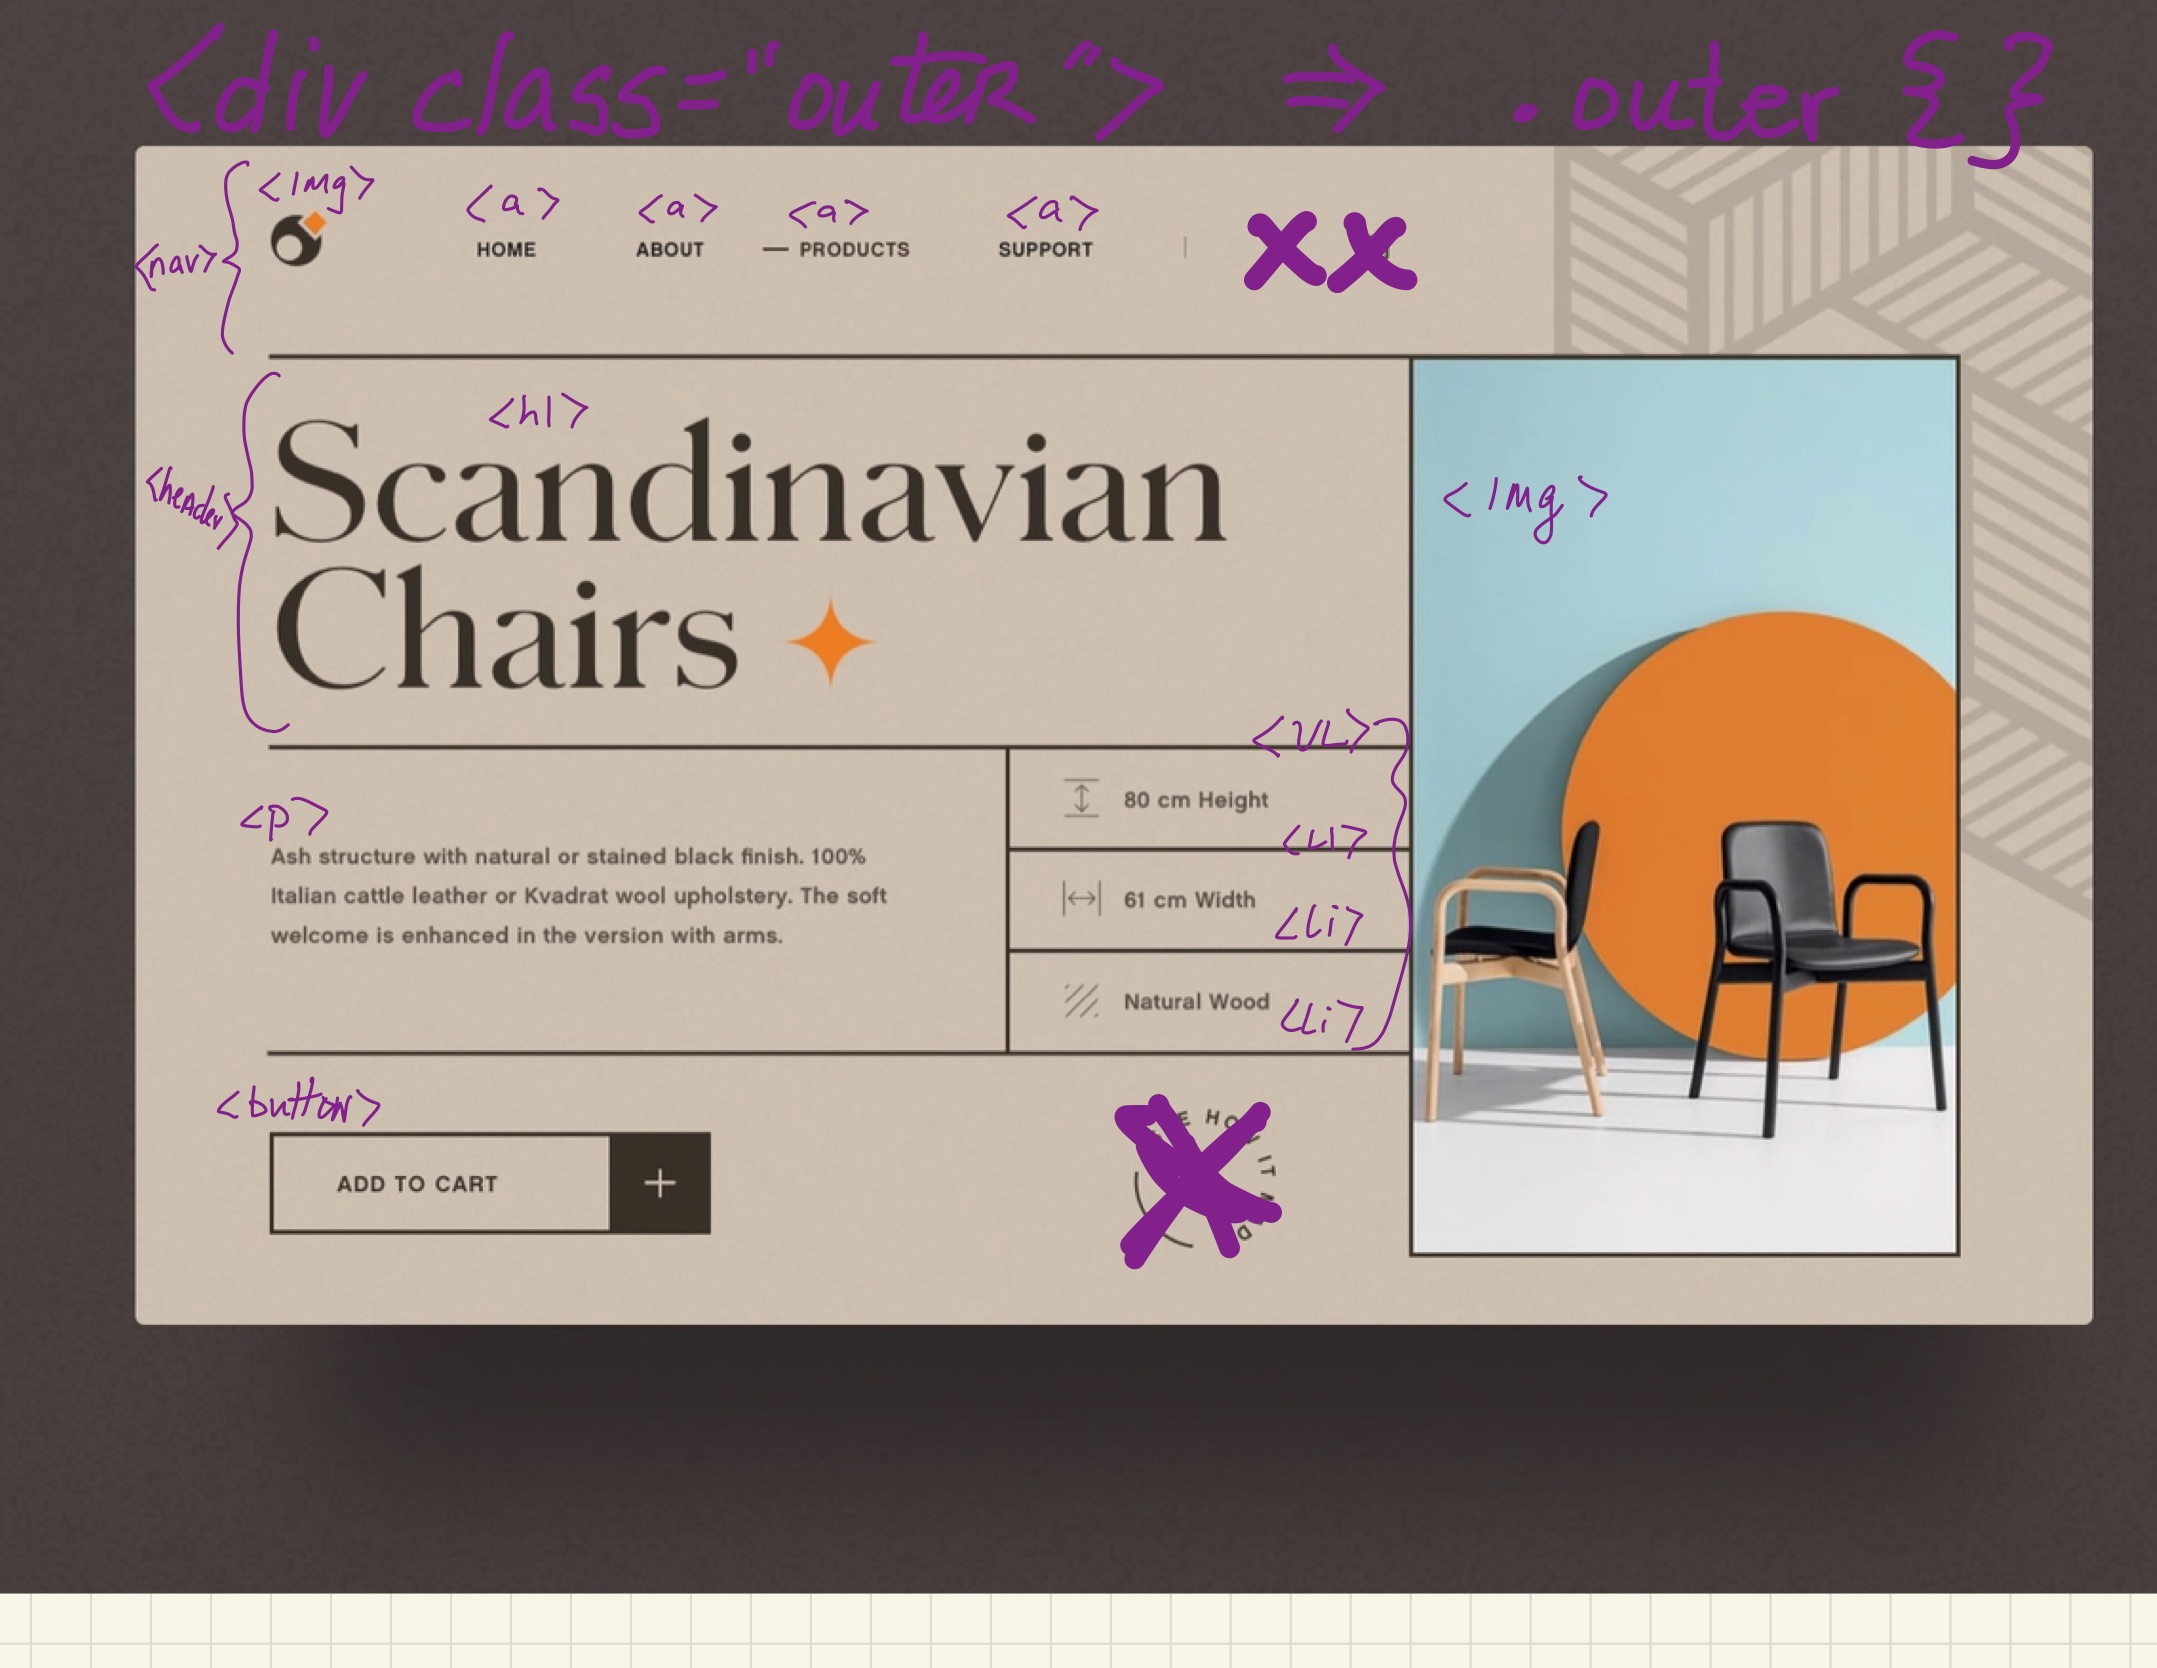 <div class="outeR"> ⇒ .outer {}
<Img>
<a> <a> <a> <a>
<nav>
HOME ABOUT — PRODUCTS SUPPORT |
<h1>
<header>
Scandinavian
Chairs
<Img>
<UL>
<p>
Ash structure with natural or stained black finish. 100%
Italian cattle leather or Kvadrat wool upholstery. The soft
welcome is enhanced in the version with arms.
80 cm Height
<LI>
61 cm Width
<Li>
Natural Wood <Li>
<button>
ADD TO CART +